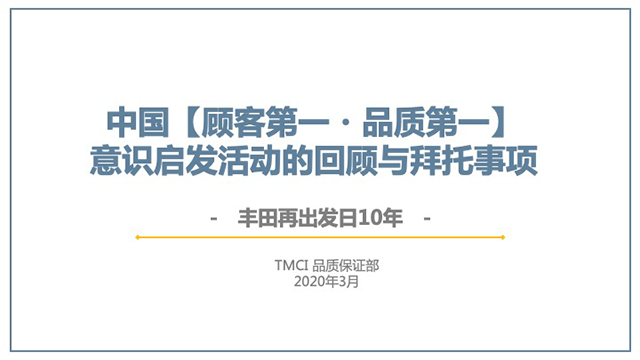 中国【顾客第一・品质第一】
意识启发活动的回顾与拜托事项
- 丰田再出发日10年 -
TMCI 品质保证部
2020年3月